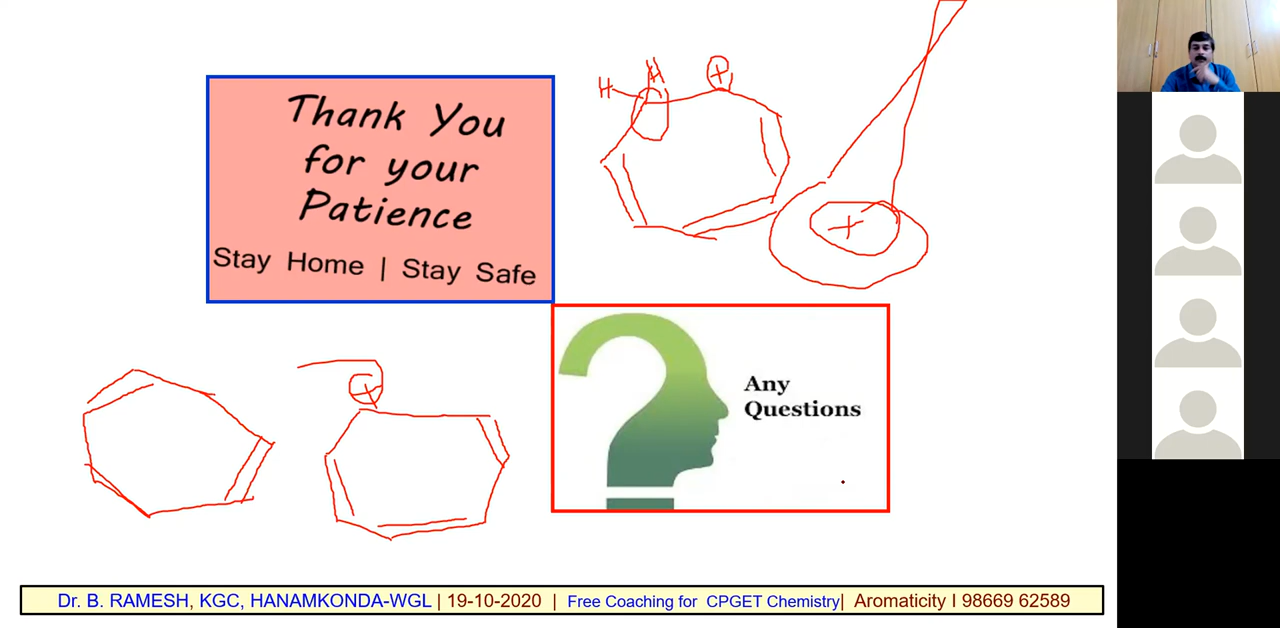 Thank You
for your
Patience
Stay Home | Stay Safe
H
H
+
+
+
Any
Questions
Dr. B. RAMESH, KGC, HANAMKONDA-WGL | 19-10-2020 | Free Coaching for CPGET Chemistry| Aromaticity I 98669 62589